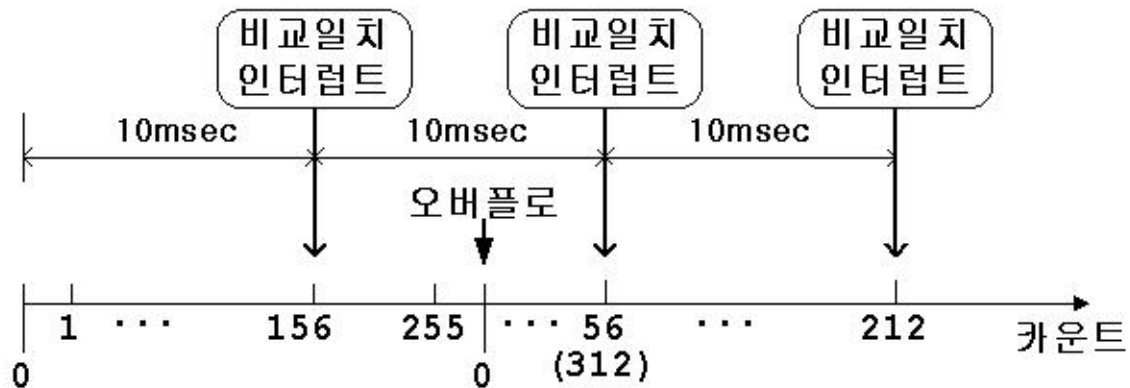 비교일치
인터럽트
비교일치
인터럽트
비교일치
인터럽트
10msec
10msec
10msec
오버플로
1 ··· 156 255 ··· 56 ··· 212
카운트
0 0 (312)